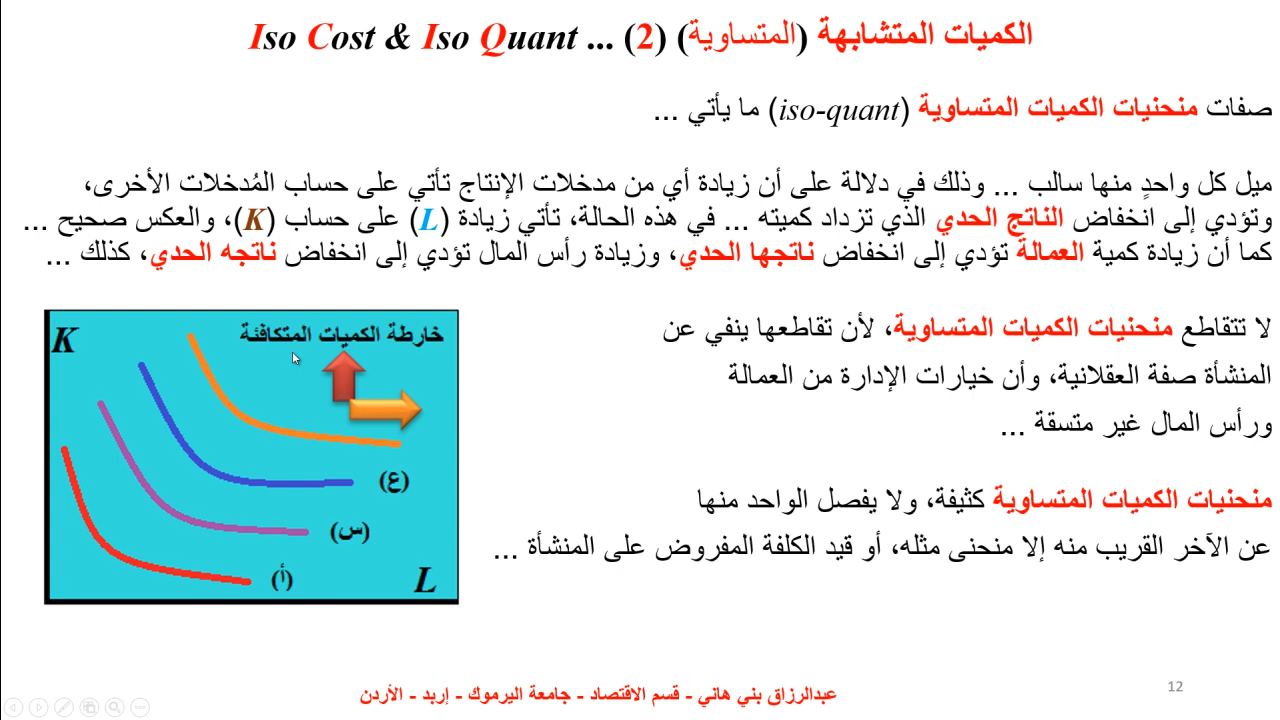 الكميات المتشابهة (المتساوية) (2) ... Iso Cost & Iso Quant
صفات منحنيات الكميات المتساوية (iso-quant) ما يأتي ...
ميل كل واحدٍ منها سالب ... وذلك في دلالة على أن زيادة أي من مدخلات الإنتاج تأتي على حساب المُدخلات الأخرى،
وتؤدي إلى انخفاض الناتج الحدي الذي تزداد كميته ... في هذه الحالة، تأتي زيادة (L) على حساب (K)، والعكس صحيح ...
كما أن زيادة كمية العمالة تؤدي إلى انخفاض ناتجها الحدي، وزيادة رأس المال تؤدي إلى انخفاض ناتجه الحدي، كذلك ...
لا تتقاطع منحنيات الكميات المتساوية، لأن تقاطعها ينفي عن
المنشأة صفة العقلانية، وأن خيارات الإدارة من العمالة
ورأس المال غير متسقة ...
منحنيات الكميات المتساوية كثيفة، ولا يفصل الواحد منها
عن الآخر القريب منه إلا منحنى مثله، أو قيد الكلفة المفروض على المنشأة ...
خارطة الكميات المتكافئة
K
(ع)
(س)
(أ)
L
عبدالرزاق بني هاني - قسم الاقتصاد - جامعة اليرموك - إربد - الأردن
12